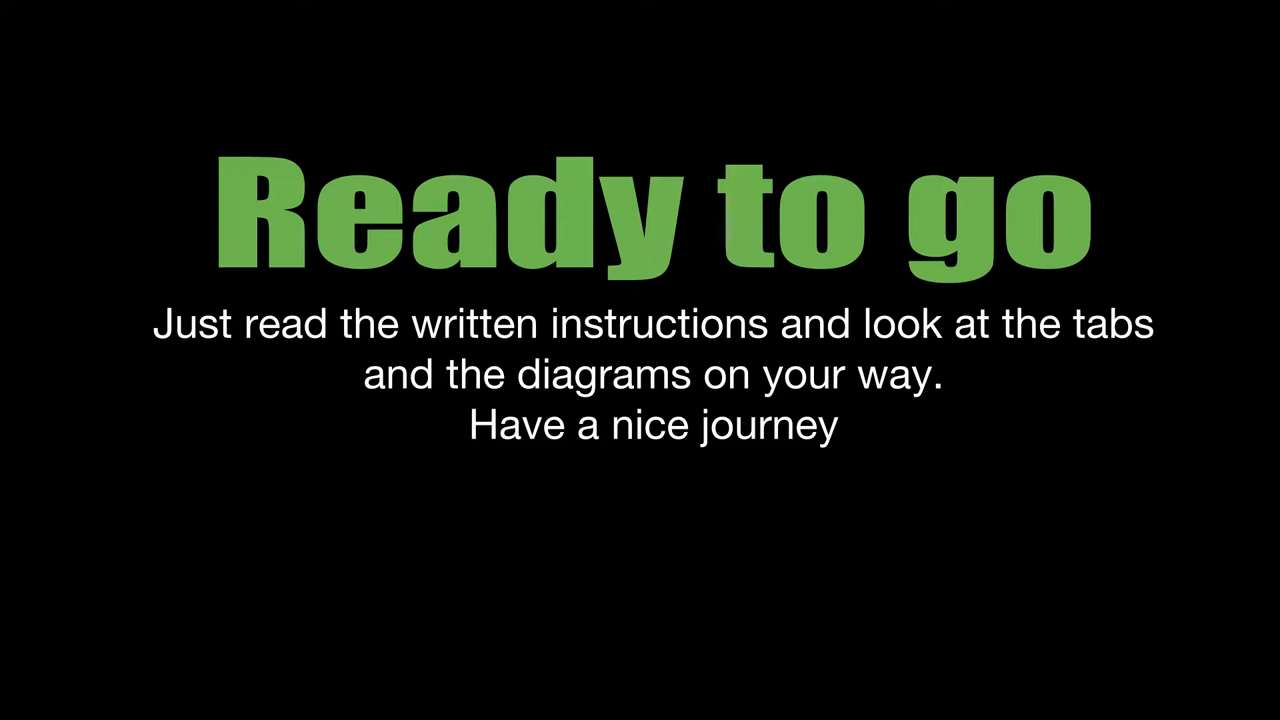 Ready to go
Just read the written instructions and look at the tabs
and the diagrams on your way.
Have a nice journey